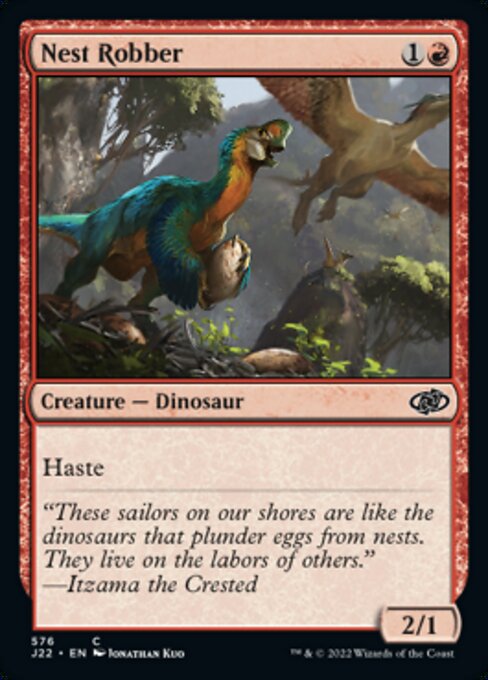 Nest Robber 1
Creature — Dinosaur
Haste
“These sailors on our shores are like the
dinosaurs that plunder eggs from nests.
They live on the labors of others.”
—Itzama the Crested
2/1
576 C
J22 • EN Jonathan Kuo
™ & © 2022 Wizards of the Coast